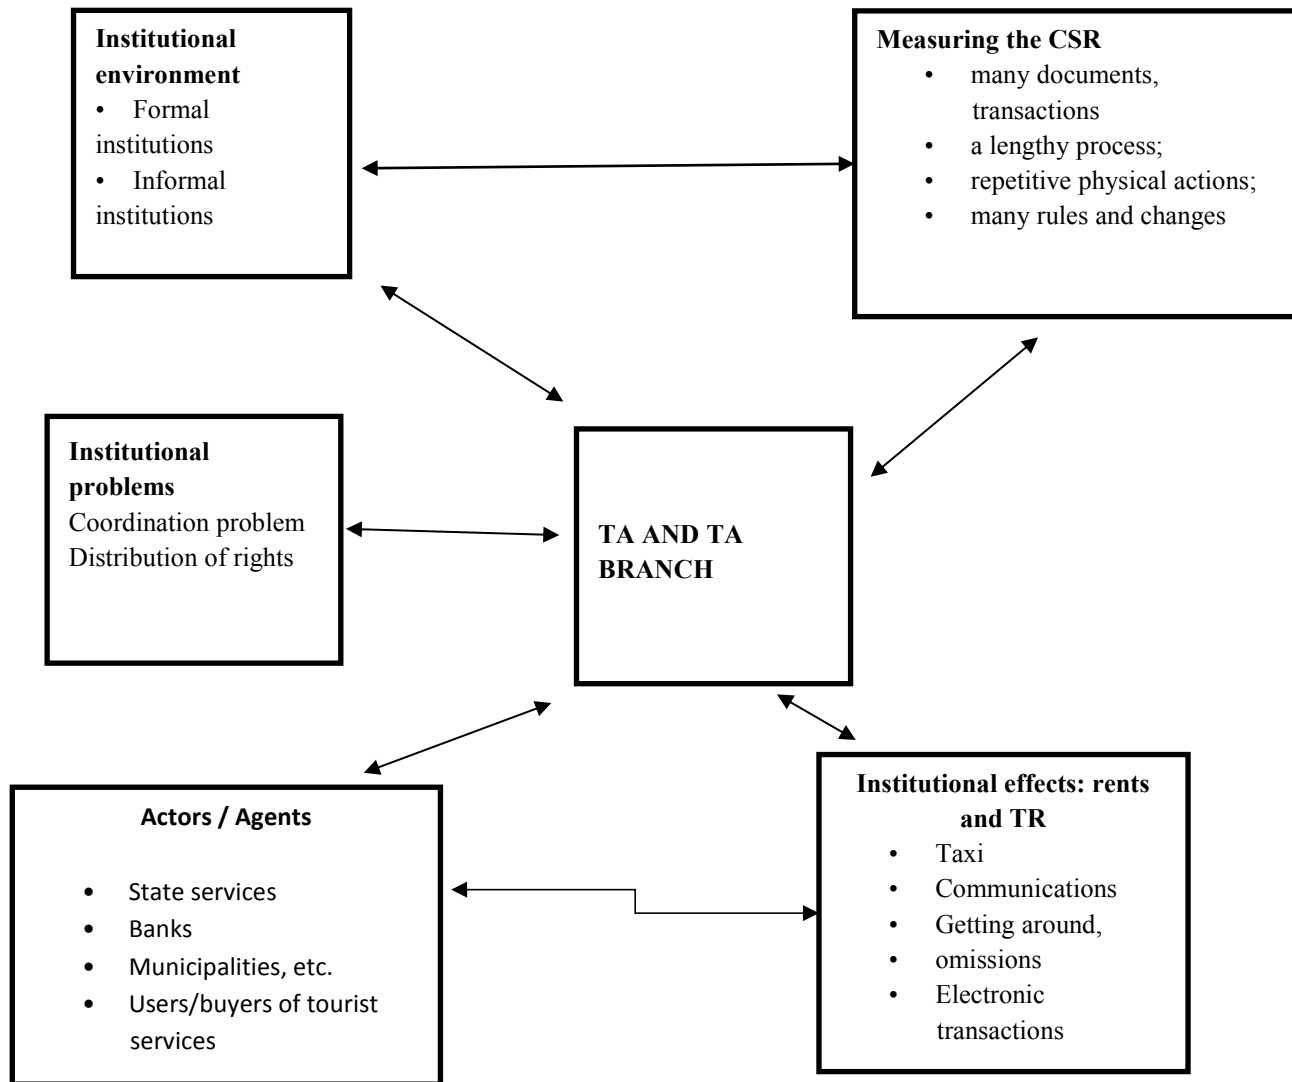 Institutional
environment
• Formal
institutions
• Informal
institutions
Measuring the CSR
• many documents,
transactions
• a lengthy process;
• repetitive physical actions;
• many rules and changes
Institutional
problems
Coordination problem
Distribution of rights
TA AND TA
BRANCH
Actors / Agents
• State services
• Banks
• Municipalities, etc.
• Users/buyers of tourist
services
Institutional effects: rents
and TR
• Taxi
• Communications
• Getting around,
• omissions
• Electronic
transactions